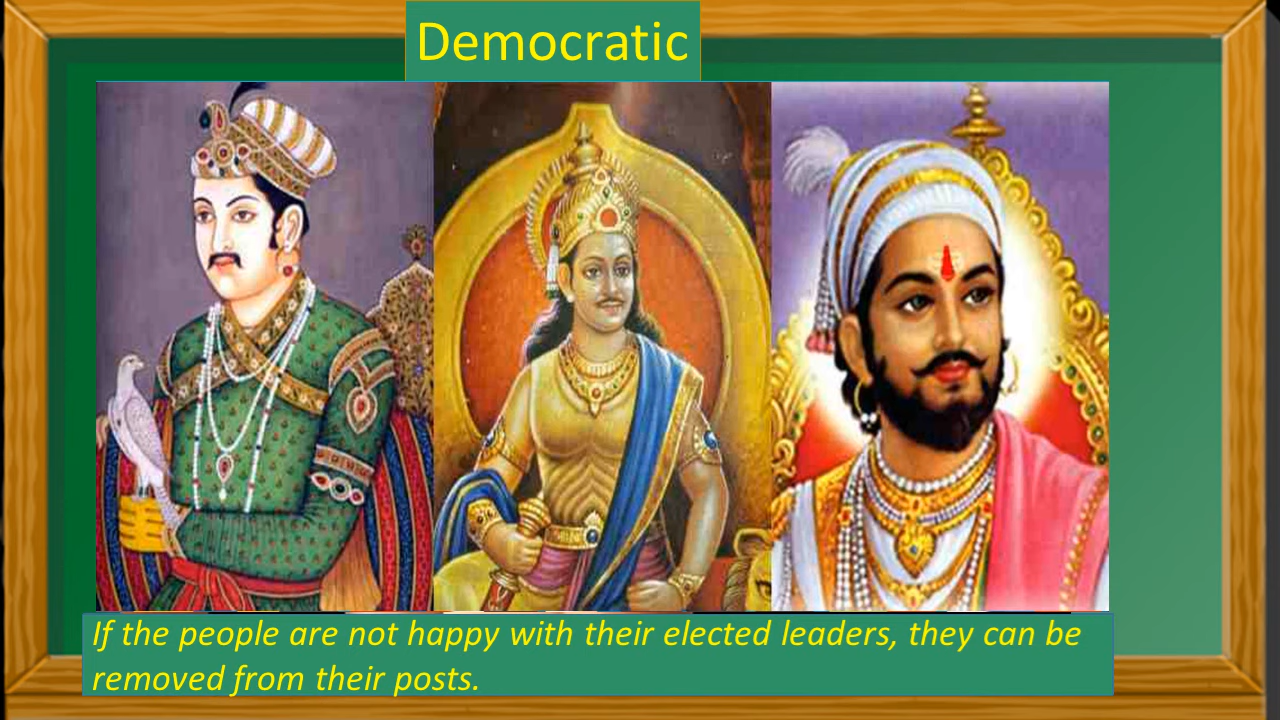 Democratic
If the people are not happy with their elected leaders, they can be
removed from their posts.